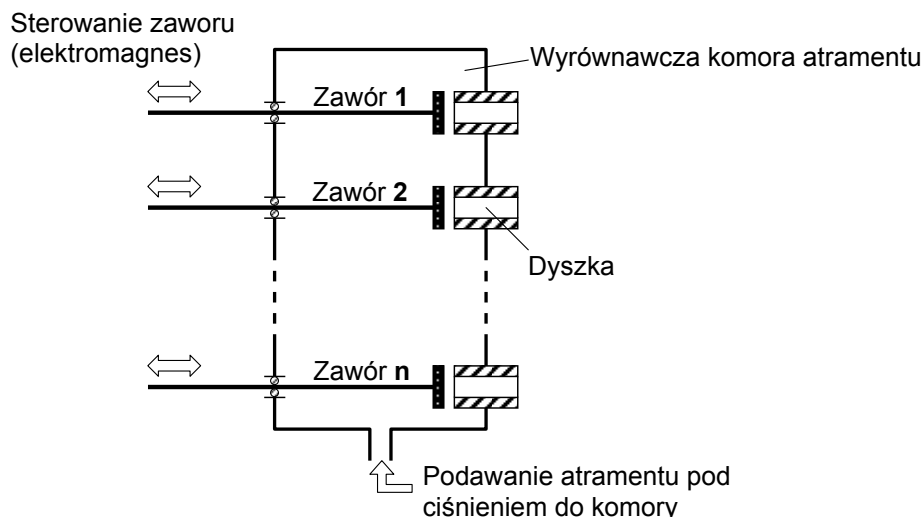 Sterowanie zaworu
(elektromagnes)
Wyrównawcza komora atramentu
Zawór 1
Zawór 2
Dyszka
Zawór n
Podawanie atramentu pod
ciśnieniem do komory